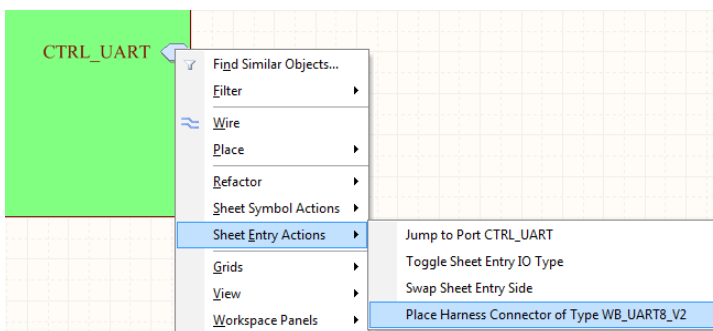 CTRL_UART
Find Similar Objects...
Filter
Wire
Place
Refactor
Sheet Symbol Actions
Sheet Entry Actions
Jump to Port CTRL_UART
Grids
Toggle Sheet Entry IO Type
View
Swap Sheet Entry Side
Workspace Panels
Place Harness Connector of Type WB_UART8_V2